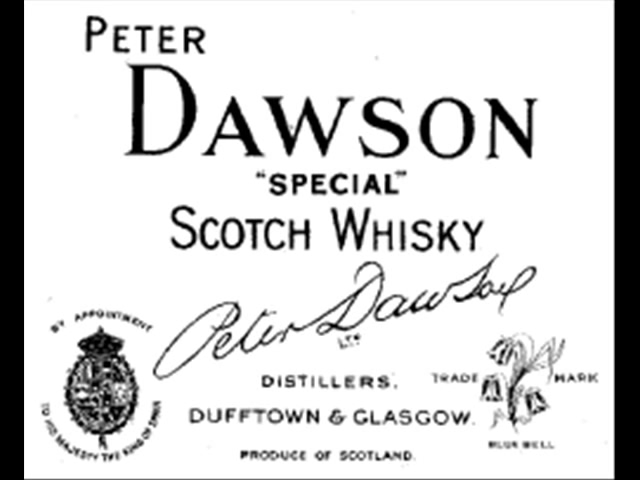 PETER
DAWSON
"SPECIAL"
SCOTCH WHISKY
Peter Dawson
LTD
BY APPOINTMENT
TO HIS MAJESTY THE KING OF SPAIN
DISTILLERS,
DUFFTOWN & GLASGOW.
PRODUCE OF SCOTLAND.
TRADE MARK
BLUE BELL